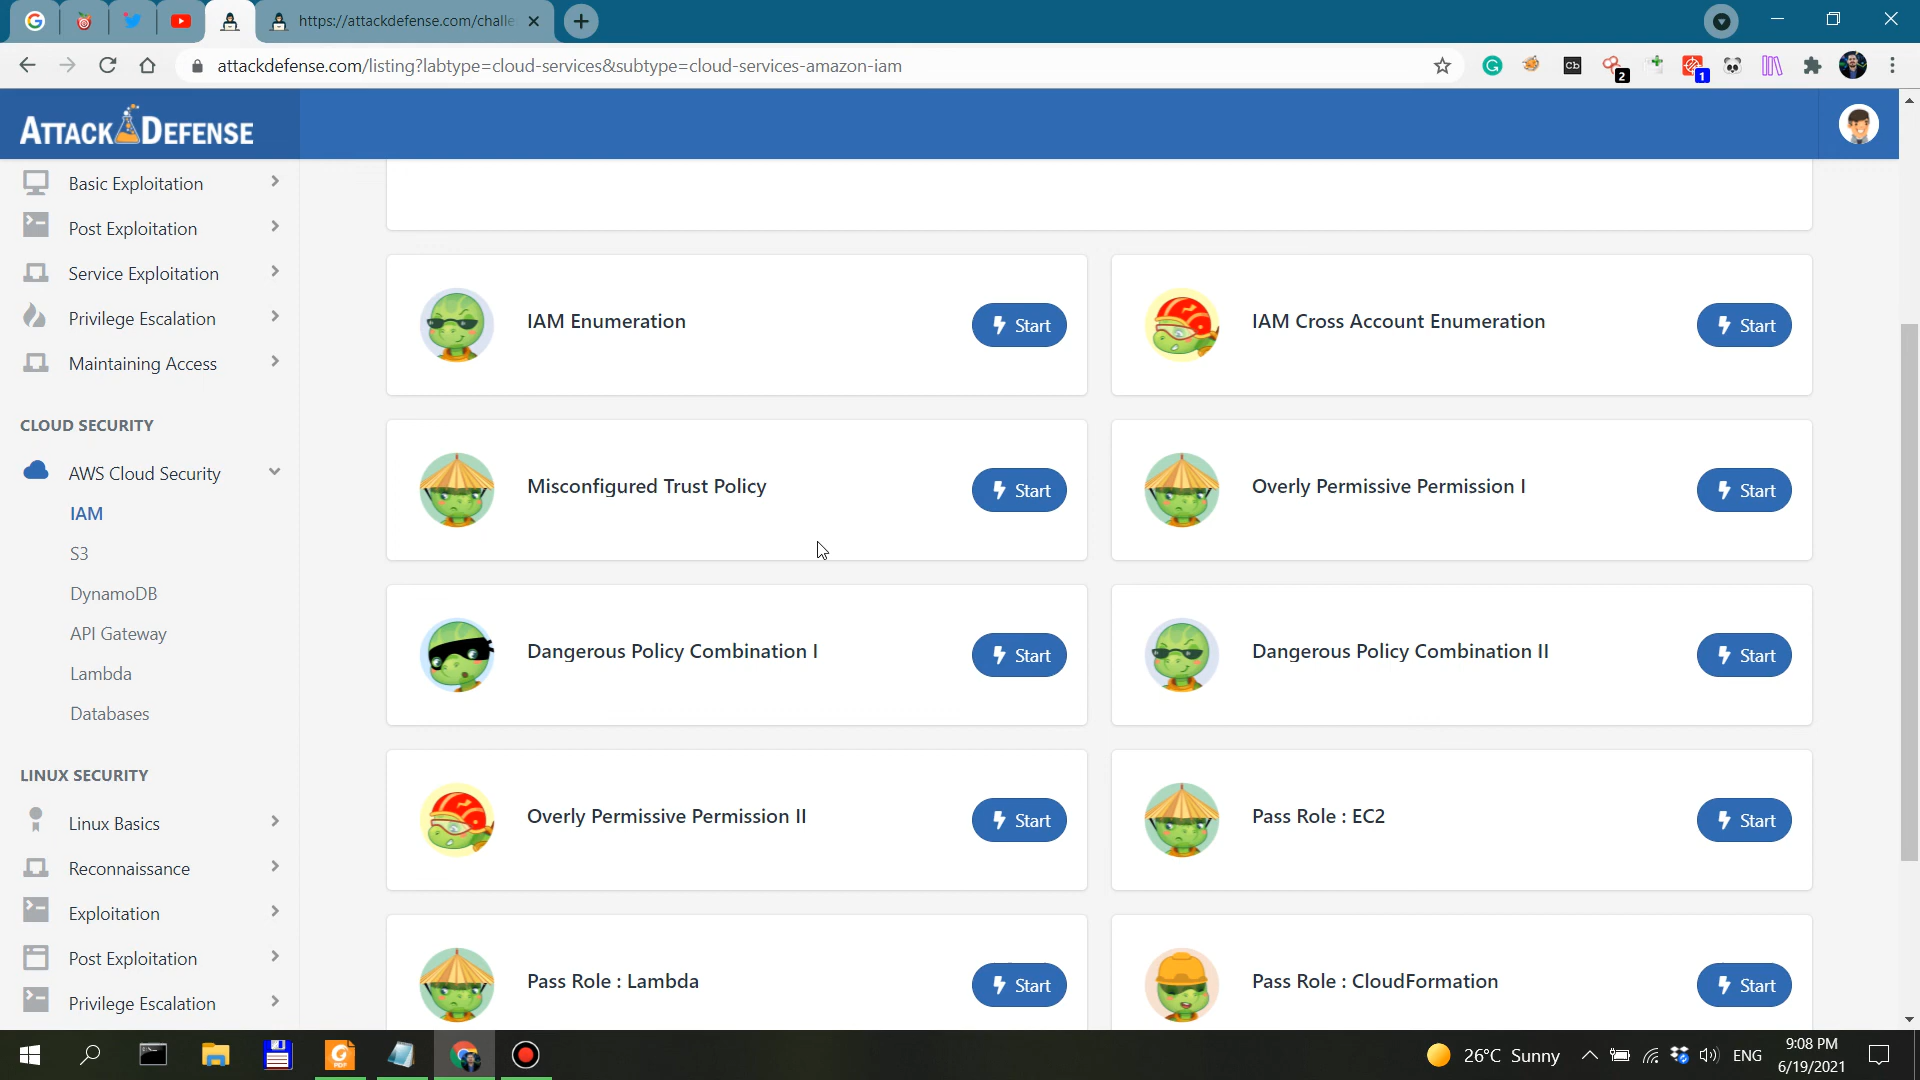 https://attackdefense.com/challe
attackdefense.com/listing?labtype=cloud-services&subtype=cloud-services-amazon-iam
cb
2
1
ATTACK DEFENSE
Basic Exploitation
Post Exploitation
Service Exploitation
Privilege Escalation
Maintaining Access
CLOUD SECURITY
AWS Cloud Security
IAM
S3
DynamoDB
API Gateway
Lambda
Databases
LINUX SECURITY
Linux Basics
Reconnaissance
Exploitation
Post Exploitation
Privilege Escalation
IAM Enumeration
Start
IAM Cross Account Enumeration
Start
Misconfigured Trust Policy
Start
Overly Permissive Permission I
Start
Dangerous Policy Combination I
Start
Dangerous Policy Combination II
Start
Overly Permissive Permission II
Start
Pass Role : EC2
Start
Pass Role : Lambda
Start
Pass Role : CloudFormation
Start
PDF
26°C Sunny
ENG
9:08 PM
6/19/2021